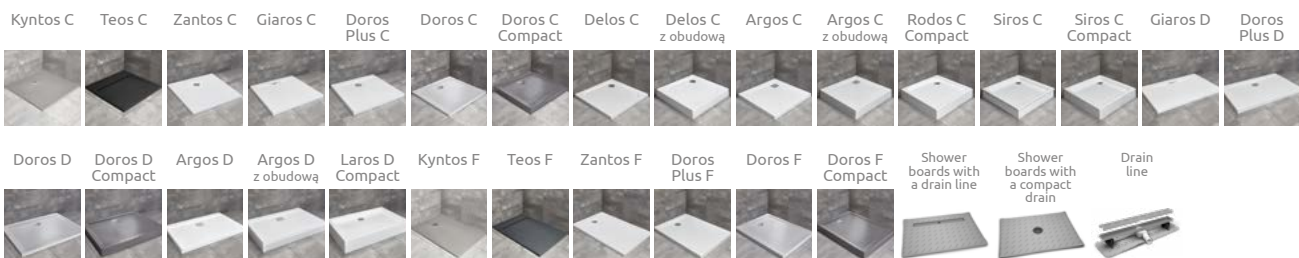 Kyntos C
Teos C
Zantos C
Giaros C
Doros
Plus C
Doros C
Doros C
Compact
Delos C
Delos C
z obudową
Argos C
Argos C
z obudową
Rodos C
Compact
Siros C
Siros C
Compact
Giaros D
Doros
Plus D
Doros D
Doros D
Compact
Argos D
Argos D
z obudową
Laros D
Compact
Kyntos F
Teos F
Zantos F
Doros
Plus F
Doros F
Doros F
Compact
Shower
boards with
a drain line
Shower
boards with
a compact
drain
Drain
line